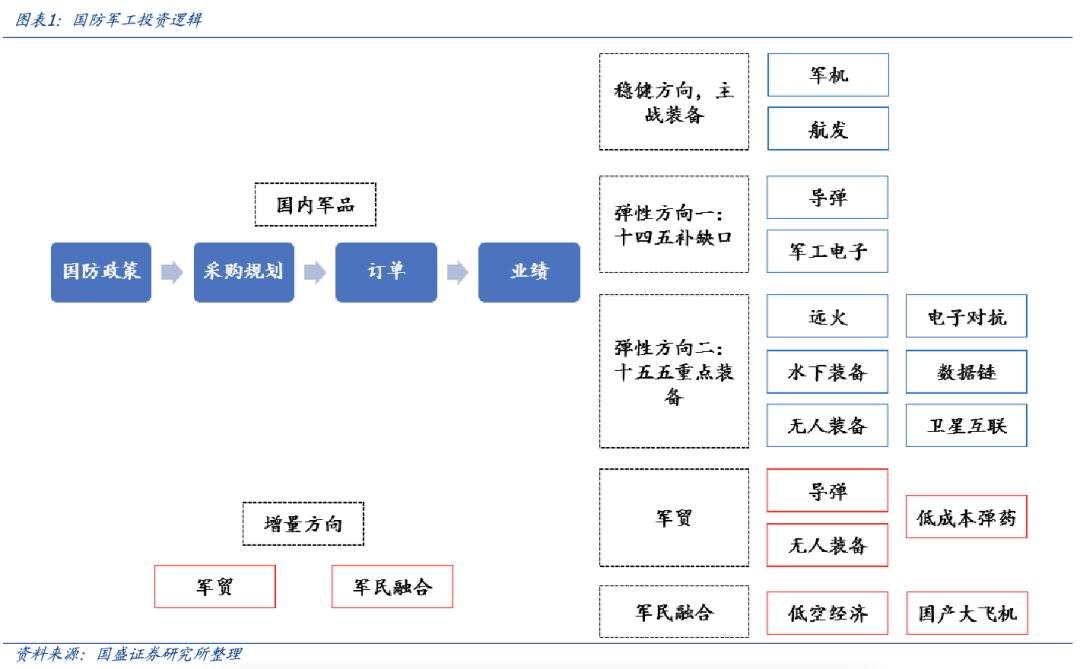 图表1：国防军工投资逻辑
国内军品
国防政策
采购规划
订单
业绩
增量方向
军贸
军民融合
稳健方向，主
战装备
军机
航发
弹性方向一：
十四五补缺口
导弹
军工电子
弹性方向二：
十五五重点装
备
远火
电子对抗
水下装备
数据链
无人装备
卫星互联
军贸
导弹
无人装备
低成本弹药
军民融合
低空经济
国产大飞机
资料来源：国盛证券研究所整理